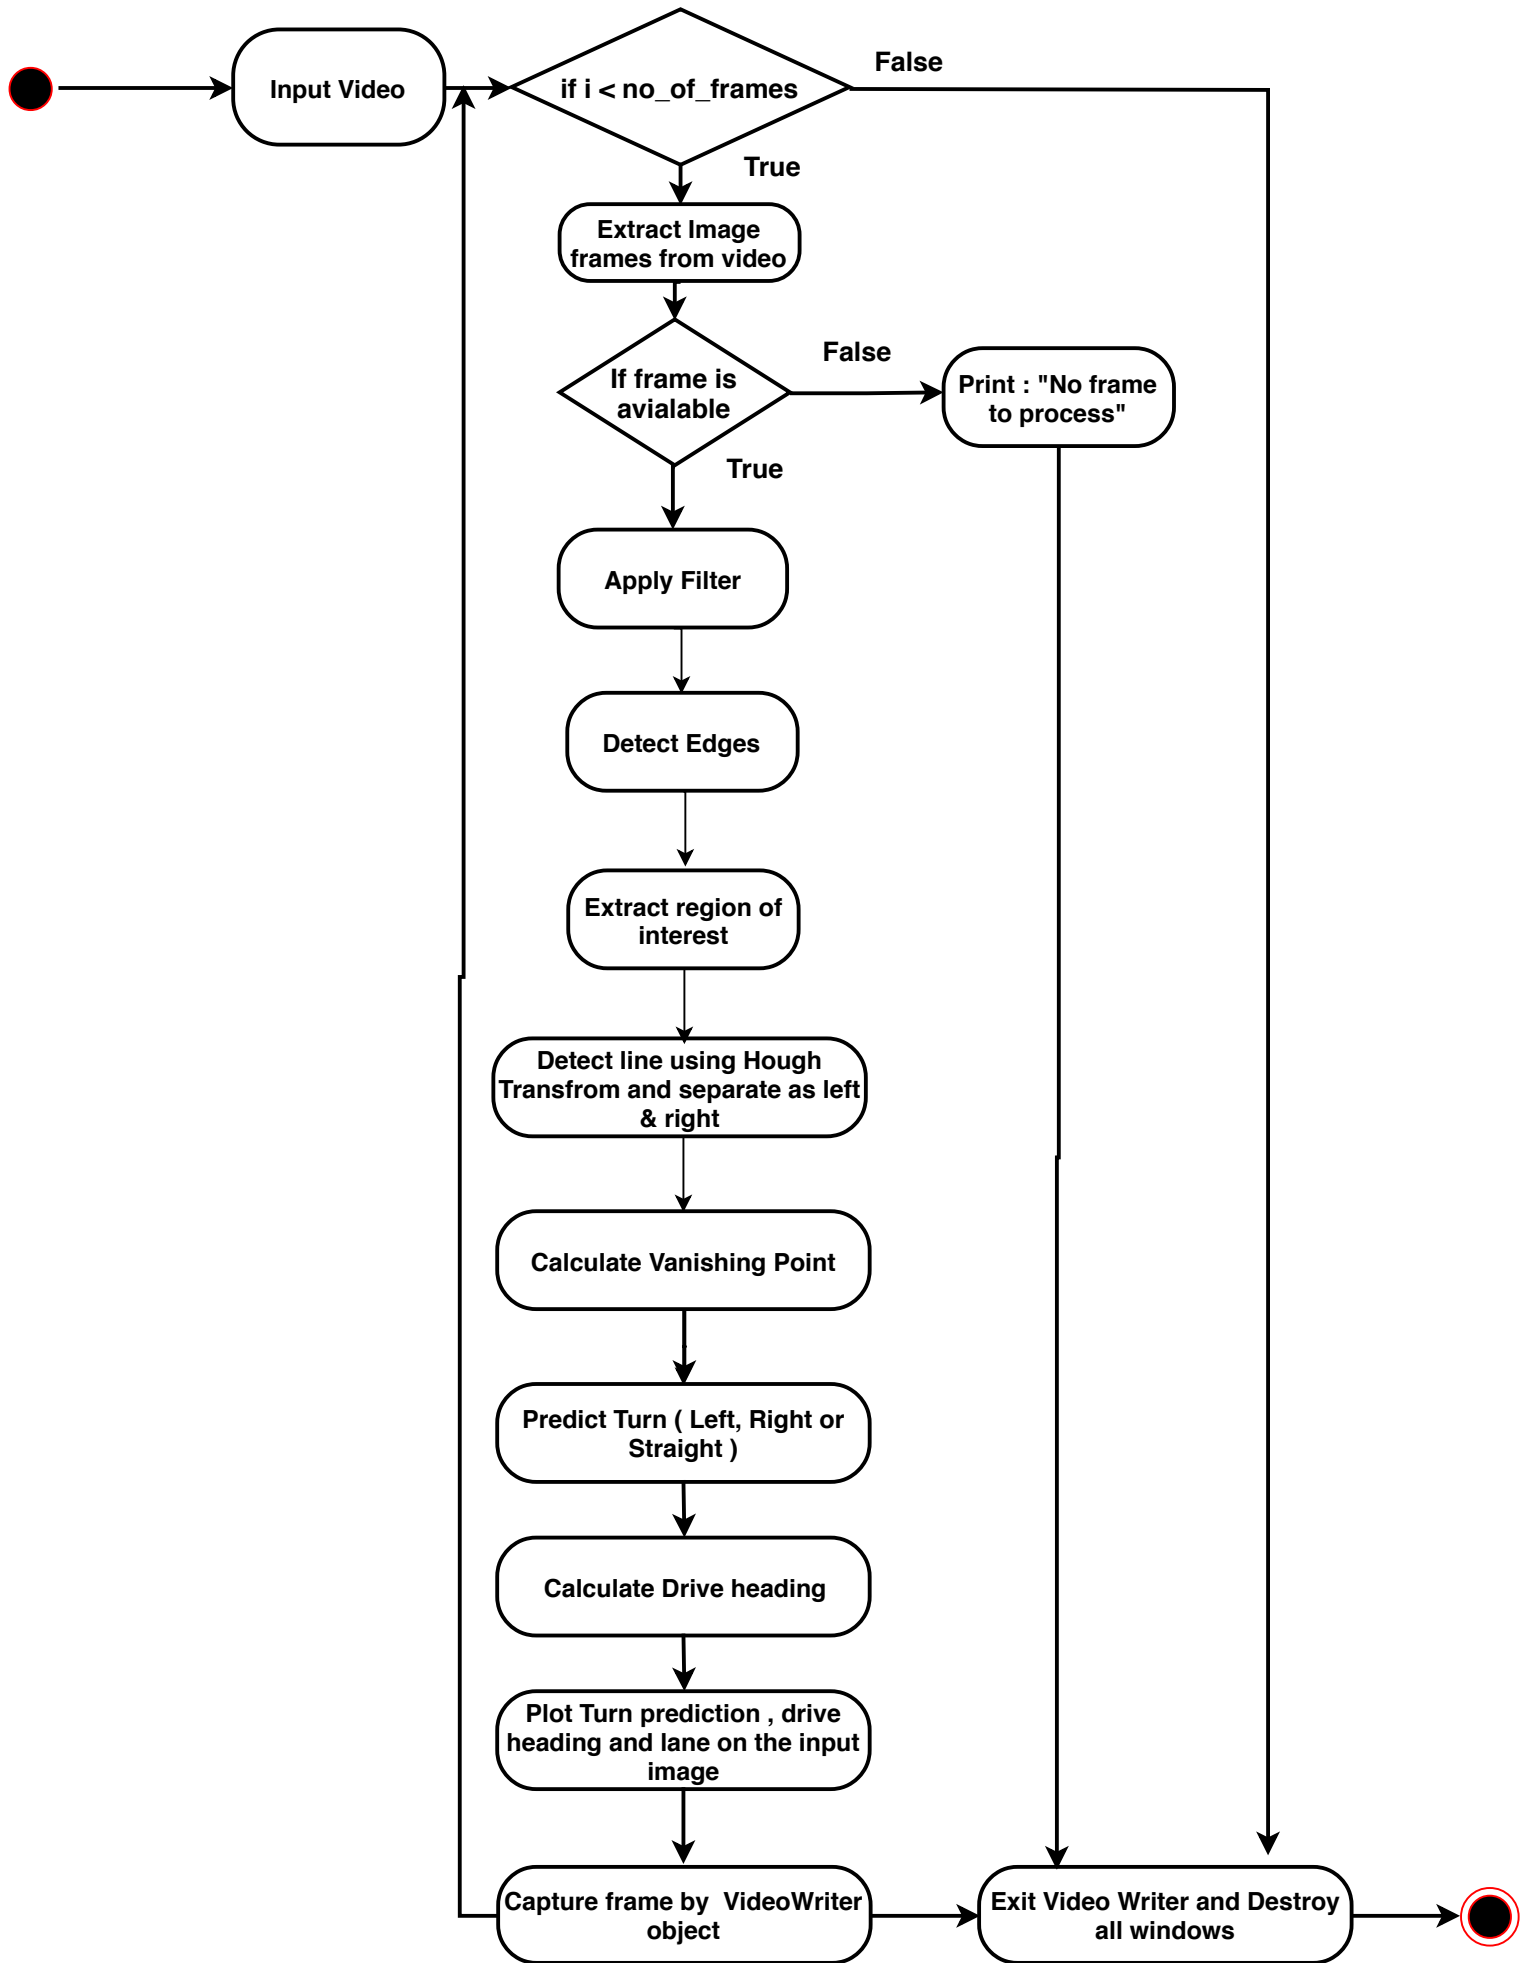 False
Input Video
if i < no_of_frames
True
Extract Image
frames from video
False
If frame is
avialable
Print : "No frame
to process"
True
Apply Filter
Detect Edges
Extract region of
interest
Detect line using Hough
Transfrom and separate as left
& right
Calculate Vanishing Point
Predict Turn ( Left, Right or
Straight )
Calculate Drive heading
Plot Turn prediction , drive
heading and lane on the input
image
Capture frame by  VideoWriter
object
Exit Video Writer and Destroy
all windows